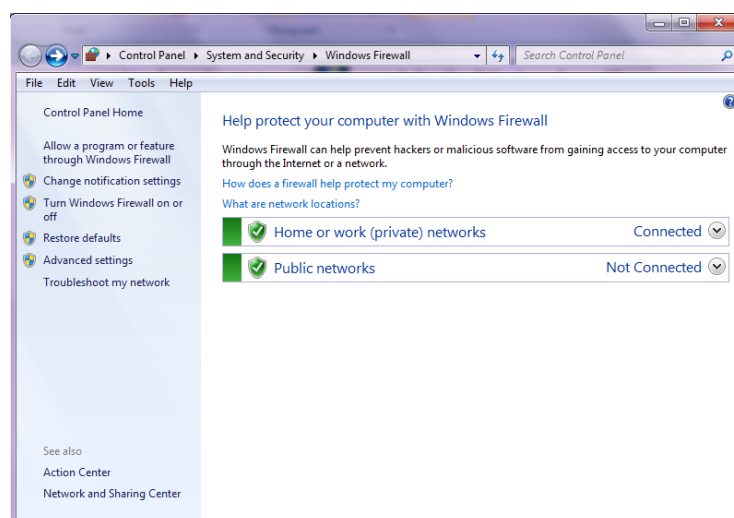 Control Panel ▸ System and Security ▸ Windows Firewall
Search Control Panel
File Edit View Tools Help
Control Panel Home
Allow a program or feature
through Windows Firewall
Change notification settings
Turn Windows Firewall on or
off
Restore defaults
Advanced settings
Troubleshoot my network
See also
Action Center
Network and Sharing Center
Help protect your computer with Windows Firewall
Windows Firewall can help prevent hackers or malicious software from gaining access to your computer
through the Internet or a network.
How does a firewall help protect my computer?
What are network locations?
Home or work (private) networks Connected
Public networks Not Connected